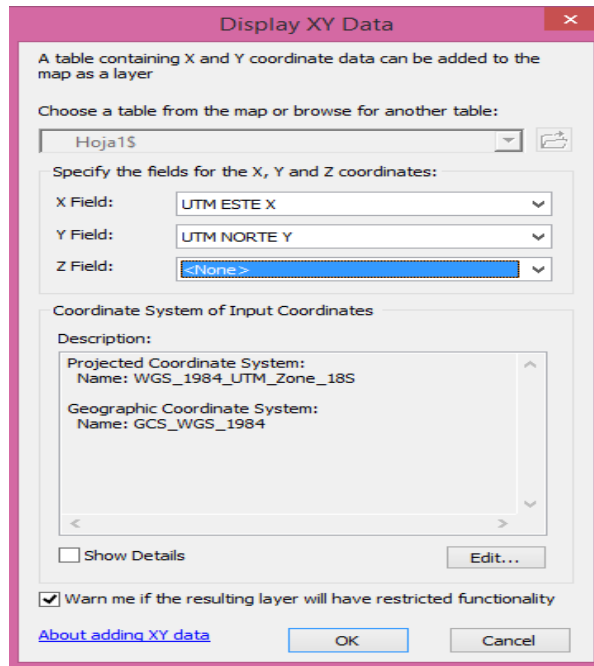 Display XY Data
A table containing X and Y coordinate data can be added to the
map as a layer
Choose a table from the map or browse for another table:
Hoja1$
Specify the fields for the X, Y and Z coordinates:
X Field: UTM ESTE X
Y Field: UTM NORTE Y
Z Field: <None>
Coordinate System of Input Coordinates
Description:
Projected Coordinate System:
Name: WGS_1984_UTM_Zone_18S
Geographic Coordinate System:
Name: GCS_WGS_1984
Show Details
Edit...
Warn me if the resulting layer will have restricted functionality
About adding XY data
OK
Cancel